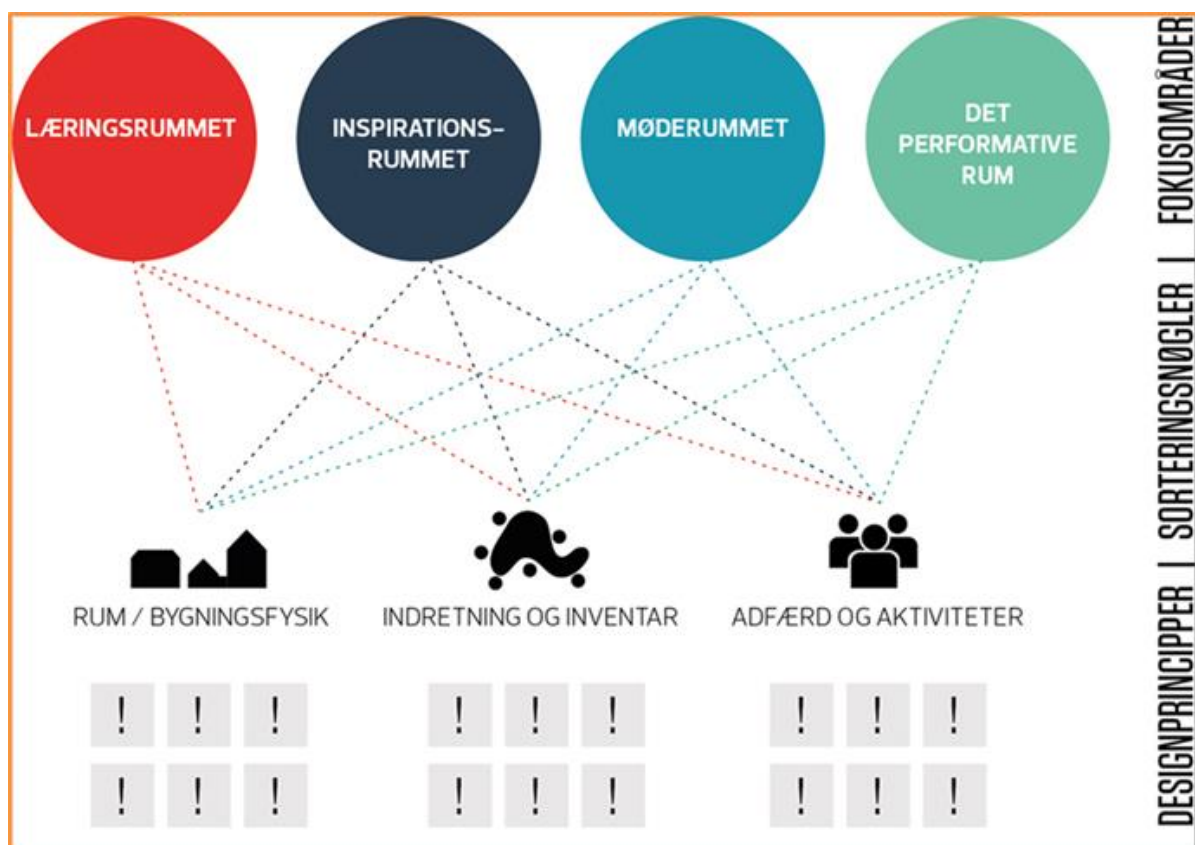 LÆRINGSRUMMET
INSPIRATIONS-
RUMMET
MØDERUMMET
DET
PERFORMATIVE
RUM
RUM / BYGNINGSFYSIK
INDRETNING OG INVENTAR
ADFÆRD OG AKTIVITETER
! ! ! ! ! ! ! ! !
! ! ! ! ! ! ! ! !
DESIGNPRINCIPPER | SORTERINGSNØGLER | FOKUSOMRÅDER